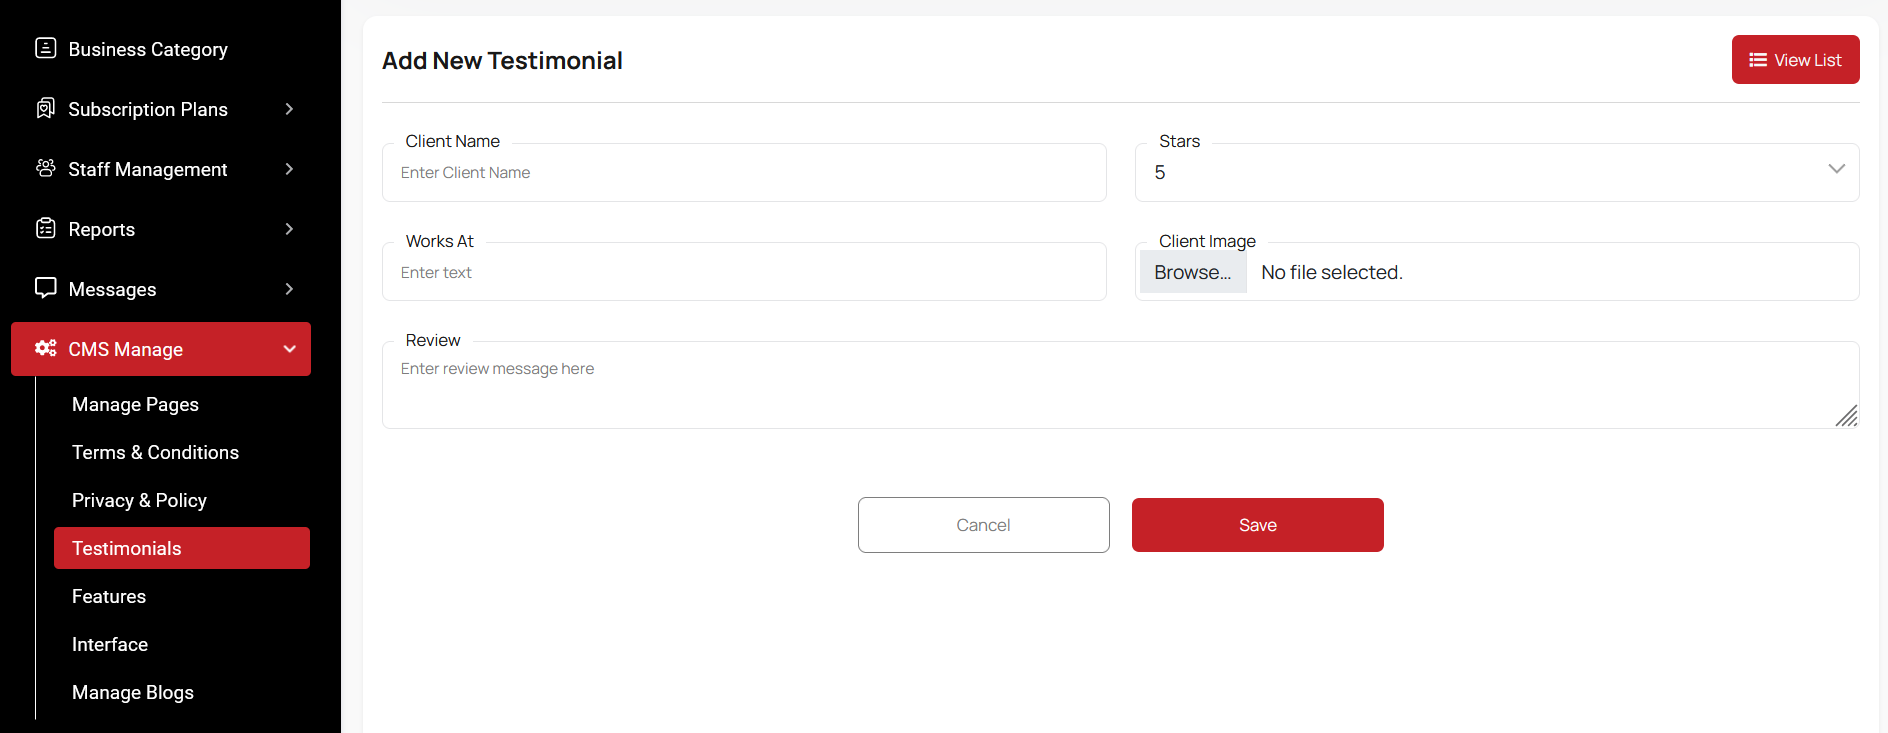 Business Category
Subscription Plans
Staff Management
Reports
Messages
CMS Manage
Manage Pages
Terms & Conditions
Privacy & Policy
Testimonials
Features
Interface
Manage Blogs
Add New Testimonial
View List
Client Name
Enter Client Name
Stars
5
Works At
Enter text
Client Image
Browse... No file selected.
Review
Enter review message here
Cancel
Save